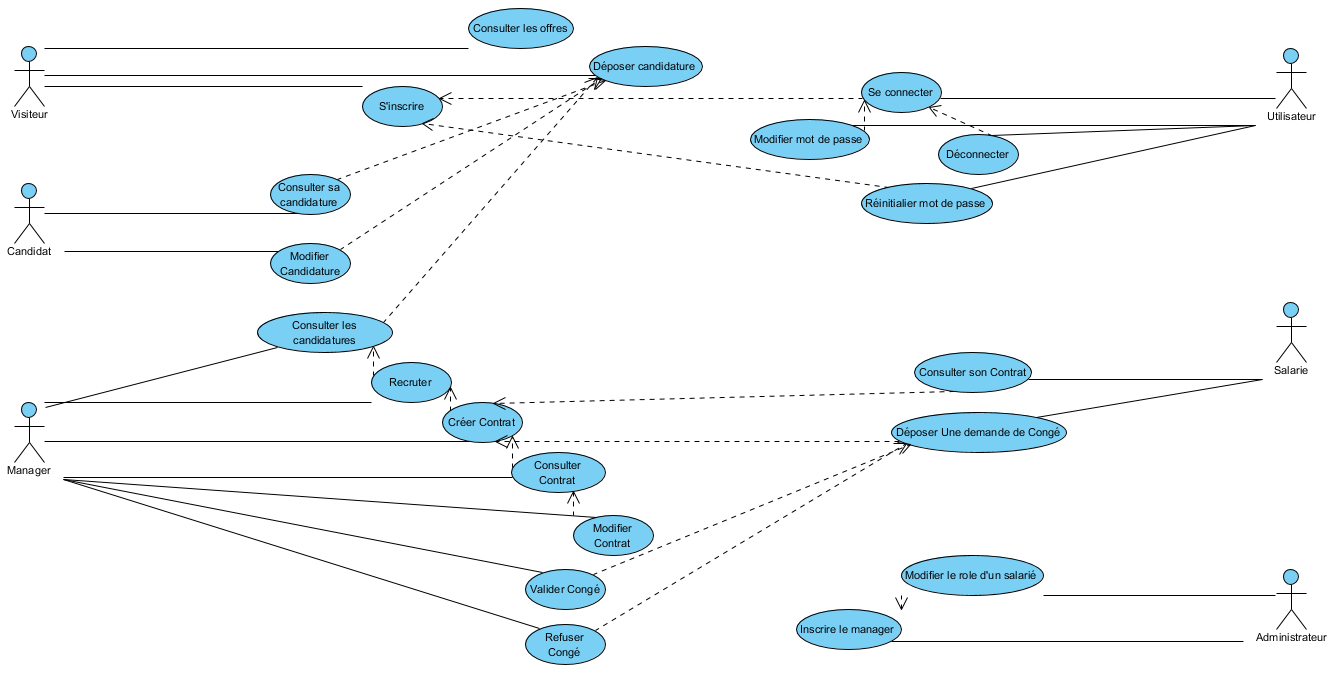 Consulter les offres
Déposer candidature
Visiteur
S'inscrire
Se connecter
Utilisateur
Modifier mot de passe
Déconnecter
Consulter sa
candidature
Réinitialier mot de passe
Candidat
Modifier
Candidature
Consulter les
candidatures
Recruter
Consulter son Contrat
Salarie
Créer Contrat
Déposer Une demande de Congé
Manager
Consulter
Contrat
Modifier
Contrat
Valider Congé
Modifier le role d'un salarié
Inscrire le manager
Administrateur
Refuser
Congé